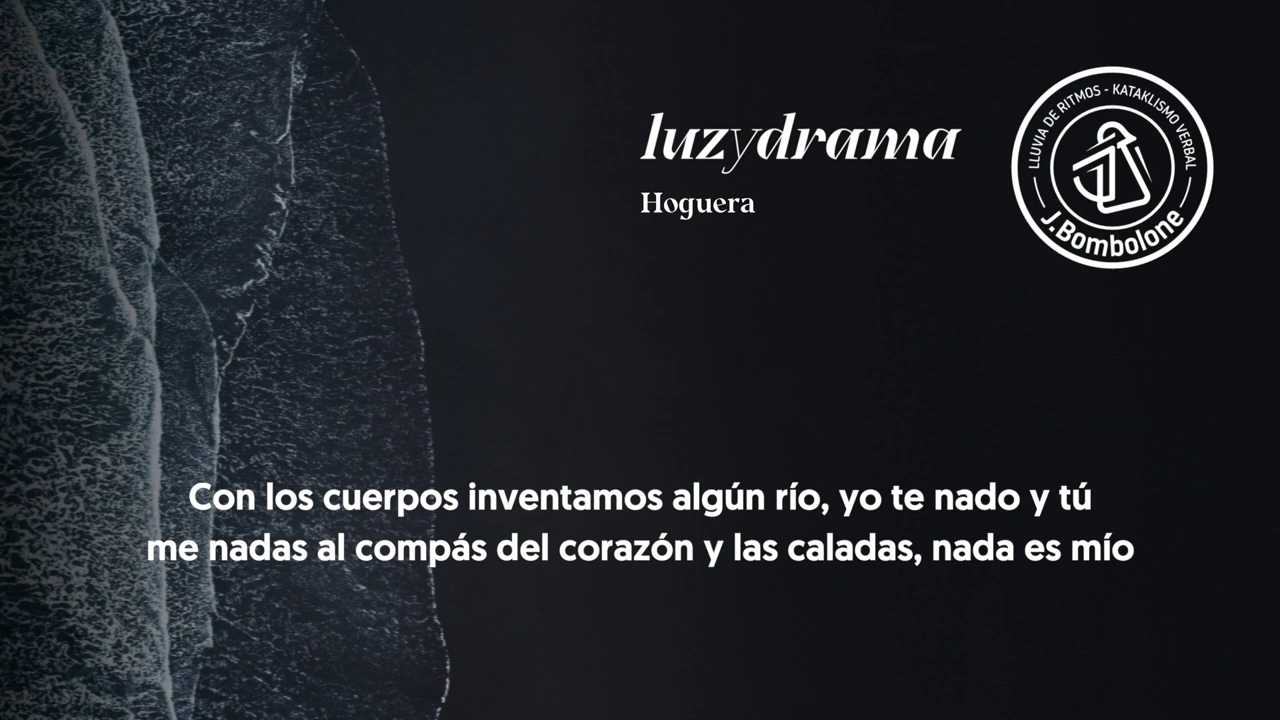 luzydrama
Hoguera
LLUVIA DE RITMOS - KATAKLISMO VERBAL
J.Bombolone
Con los cuerpos inventamos algún río, yo te nado y tú
me nadas al compás del corazón y las caladas, nada es mío